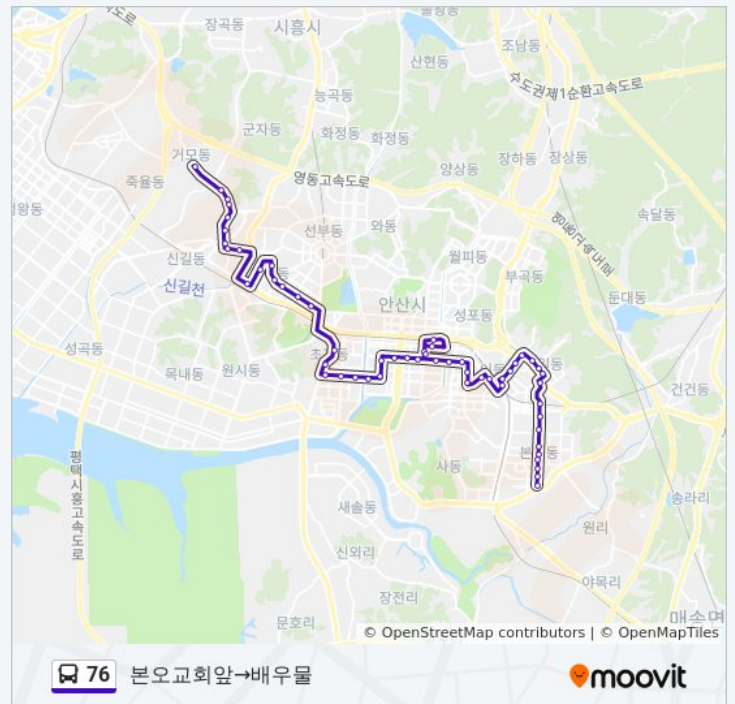 장곡동
시흥시
조남동
산현동
수도권제1순환고속도로
능곡동
군자동
화정동
화정동
거모동
장하동
장상동
양상동
죽율동
영동고속도로
속달동
선부동
와동
월피동
신길동
부곡동
신길천
안산시
성포동
둔대동
성곡동
목내동
원시동
건건동
사동
평택시흥고속도로
새솔동
송라리
원리
신외리
야목리
장전리
문호리
매송면
© OpenStreetMap contributors | © OpenMapTiles
76 본오교회앞→배우물
moovit